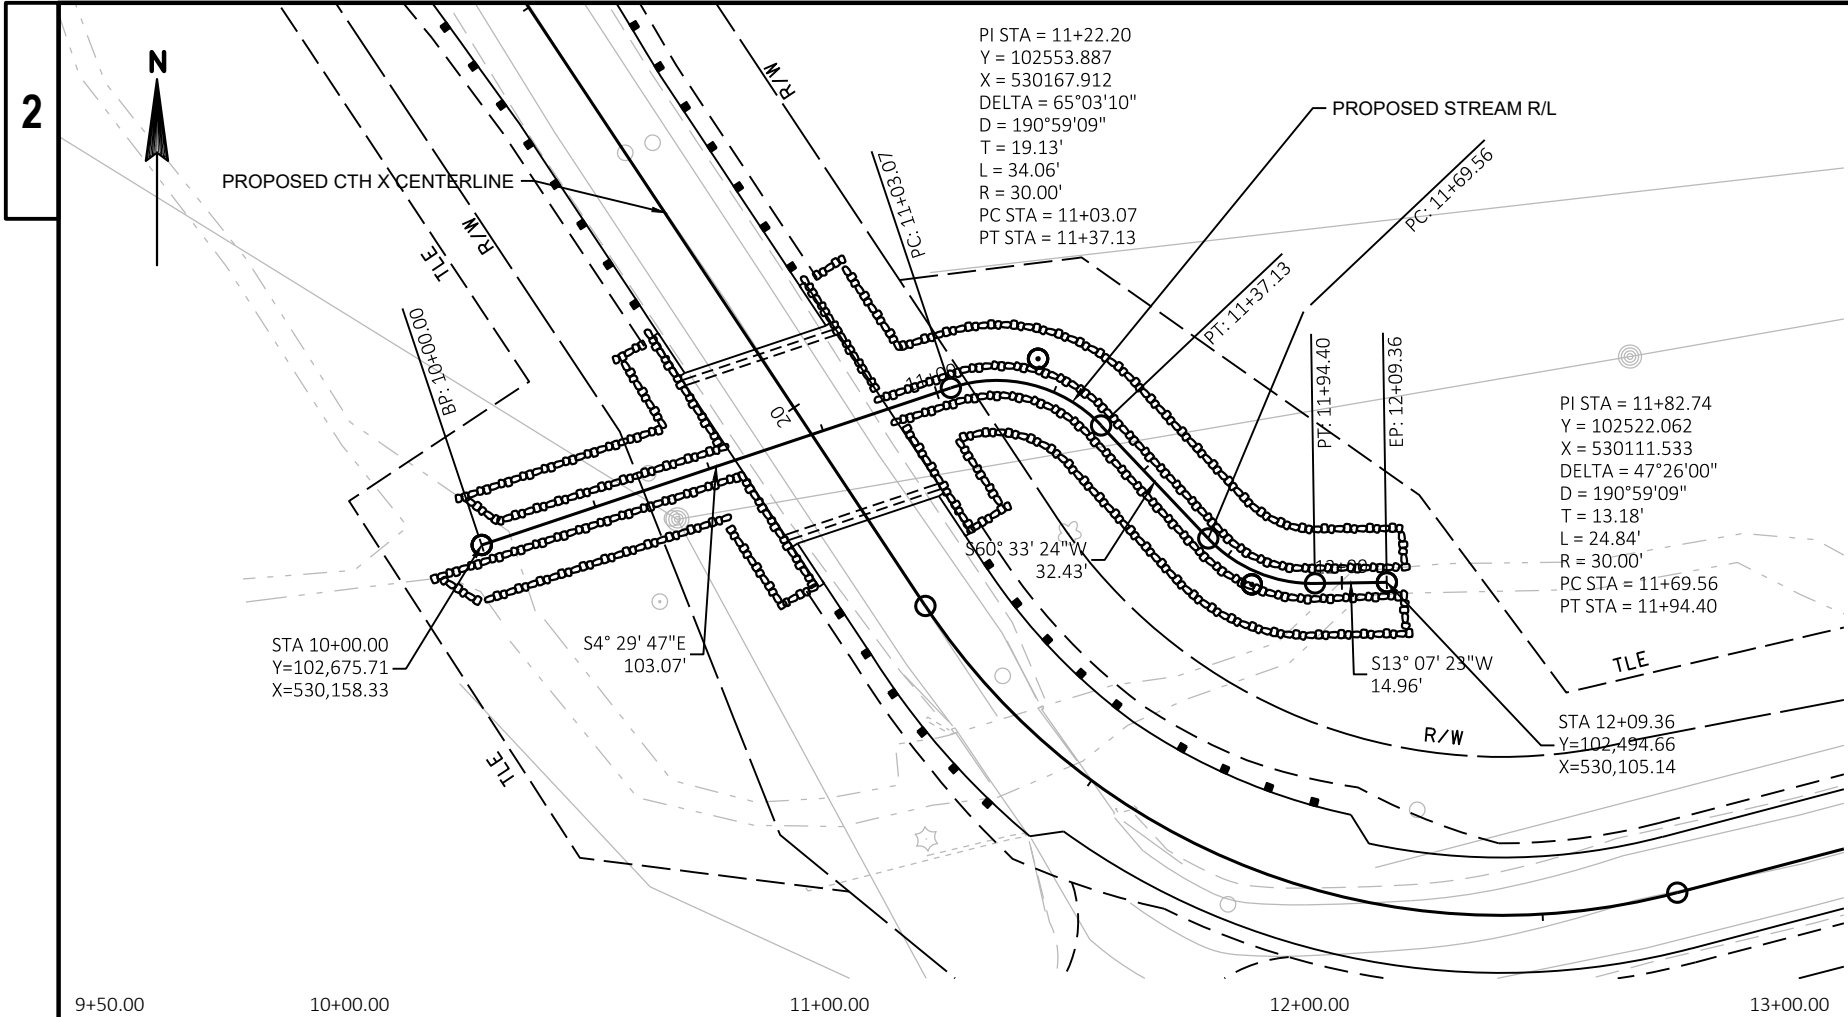 2
N
PI STA = 11+22.20
Y = 102553.887
X = 530167.912
DELTA = 65°03'10"
D = 190°59'09"
T = 19.13'
L = 34.06'
R = 30.00'
PC STA = 11+03.07
PT STA = 11+37.13
PROPOSED STREAM R/L
PROPOSED CTH X CENTERLINE
R/W
R/W
TLE
PC: 11+03.07
PC: 11+69.56
PT: 11+37.13
BP: 10+00.00
PT: 11+94.40
EP: 12+09.36
11+00
20
12+00
PI STA = 11+82.74
Y = 102522.062
X = 530111.533
DELTA = 47°26'00"
D = 190°59'09"
T = 13.18'
L = 24.84'
R = 30.00'
PC STA = 11+69.56
PT STA = 11+94.40
S60° 33' 24"W
32.43'
STA 10+00.00
Y=102,675.71
X=530,158.33
S4° 29' 47"E
103.07'
S13° 07' 23"W
14.96'
TLE
R/W
TLE
STA 12+09.36
Y=102,494.66
X=530,105.14
9+50.00
10+00.00
11+00.00
12+00.00
13+00.00